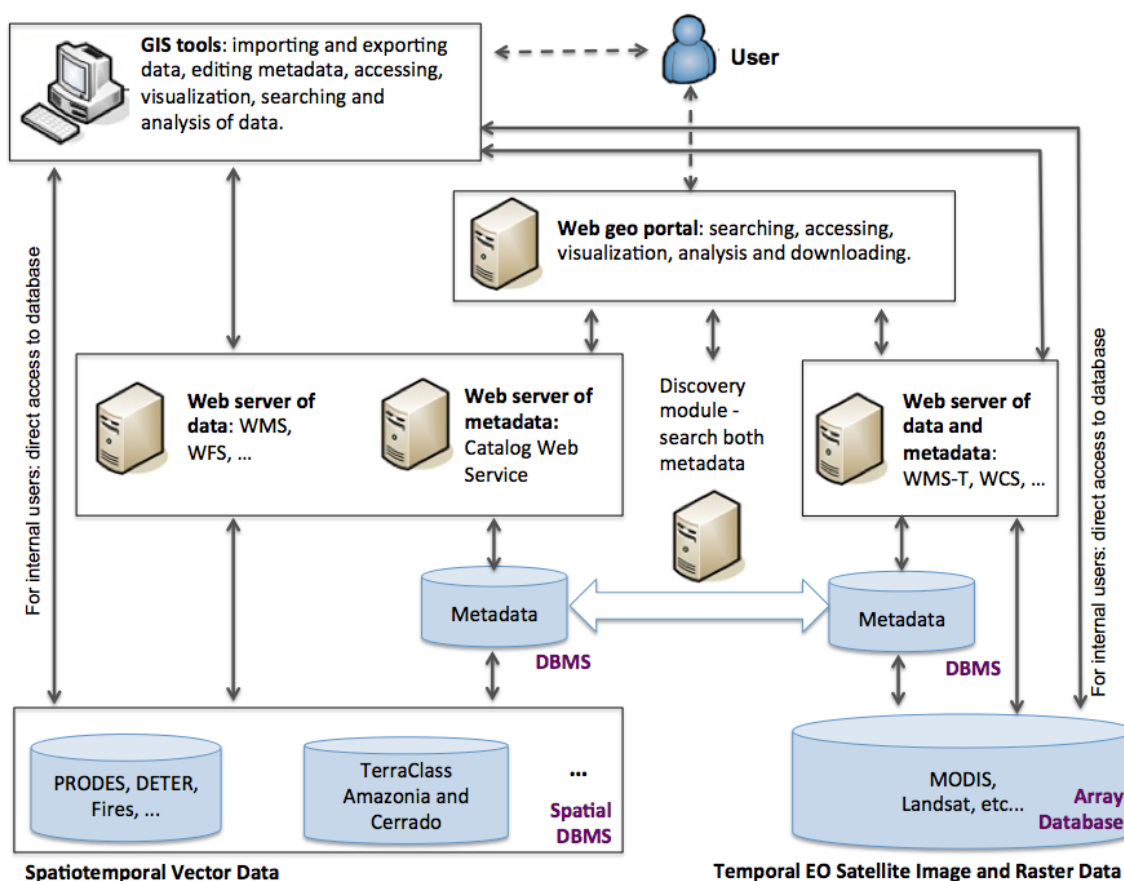 GIS tools: importing and exporting
data, editing metadata, accessing,
visualization, searching and
analysis of data.
User
Web geo portal: searching, accessing,
visualization, analysis and downloading.
For internal users: direct access to database
Web server of
data: WMS,
WFS, ...
Web server of
metadata:
Catalog Web
Service
Discovery
module -
search both
metadata
Web server of
data and
metadata:
WMS-T, WCS, ...
For internal users: direct access to database
Metadata
DBMS
Metadata
DBMS
PRODES, DETER,
Fires, ...
TerraClass
Amazonia and
Cerrado
...
Spatial
DBMS
MODIS,
Landsat, etc...
Array
Database
Spatiotemporal Vector Data
Temporal EO Satellite Image and Raster Data